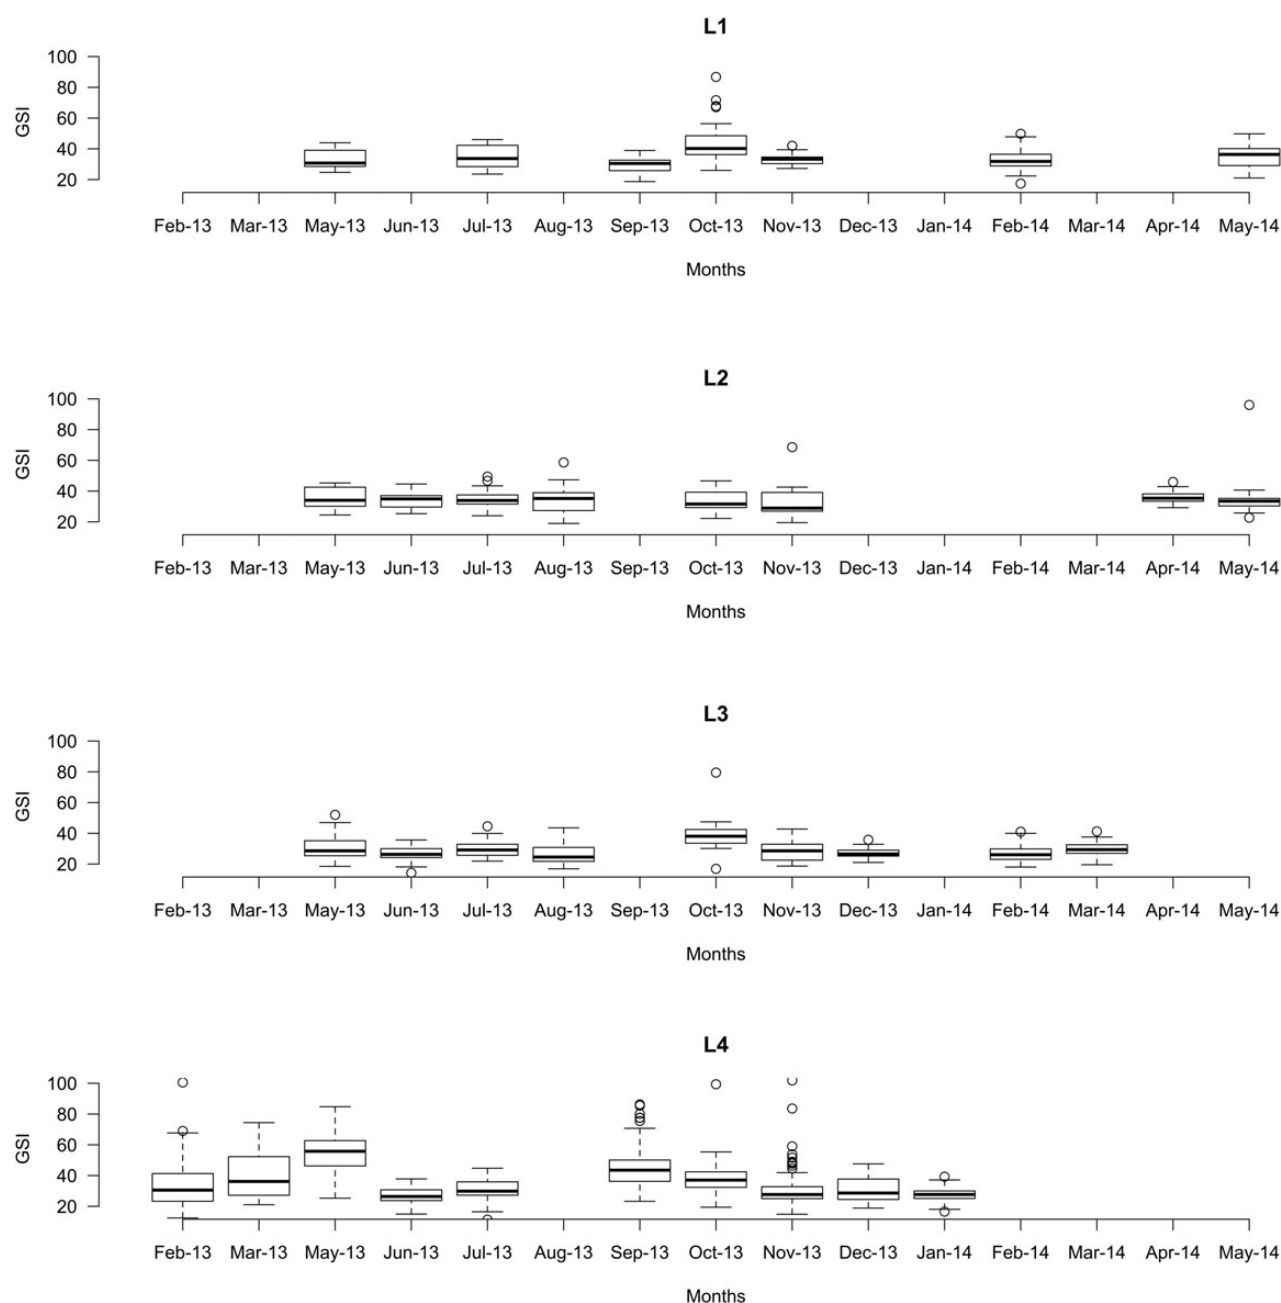 L1
100
80
60
40
20
GSI
Feb-13 Mar-13 May-13 Jun-13 Jul-13 Aug-13 Sep-13 Oct-13 Nov-13 Dec-13 Jan-14 Feb-14 Mar-14 Apr-14 May-14
Months
L2
100
80
60
40
20
GSI
Feb-13 Mar-13 May-13 Jun-13 Jul-13 Aug-13 Sep-13 Oct-13 Nov-13 Dec-13 Jan-14 Feb-14 Mar-14 Apr-14 May-14
Months
L3
100
80
60
40
20
GSI
Feb-13 Mar-13 May-13 Jun-13 Jul-13 Aug-13 Sep-13 Oct-13 Nov-13 Dec-13 Jan-14 Feb-14 Mar-14 Apr-14 May-14
Months
L4
100
80
60
40
20
GSI
Feb-13 Mar-13 May-13 Jun-13 Jul-13 Aug-13 Sep-13 Oct-13 Nov-13 Dec-13 Jan-14 Feb-14 Mar-14 Apr-14 May-14
Months